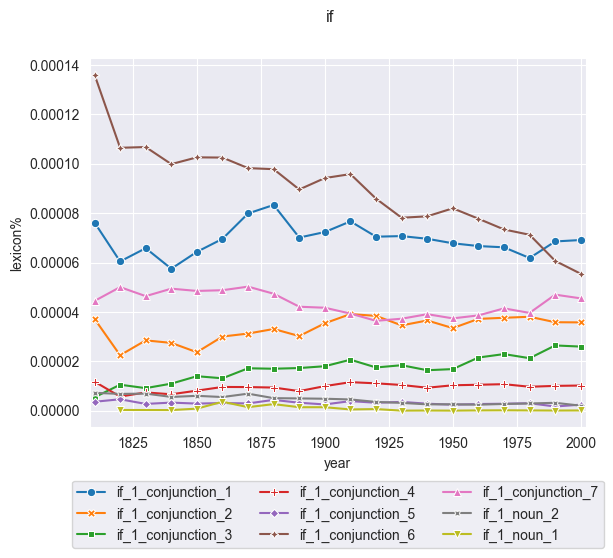 if
0.00014
0.00012
0.00010
0.00008
0.00006
0.00004
0.00002
0.00000
lexicon%
1825 1850 1875 1900 1925 1950 1975 2000
year
if_1_conjunction_1 if_1_conjunction_4 if_1_conjunction_7
if_1_conjunction_2 if_1_conjunction_5 if_1_noun_2
if_1_conjunction_3 if_1_conjunction_6 if_1_noun_1